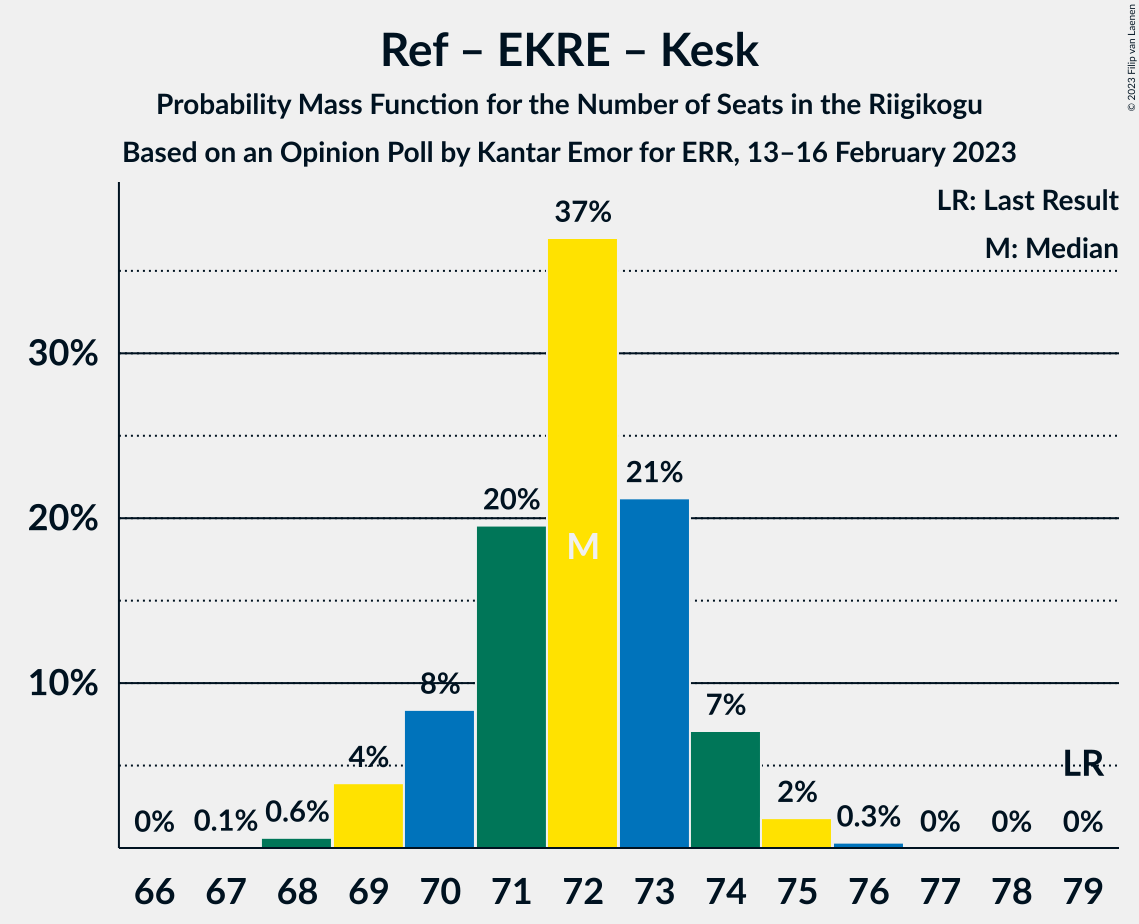 Ref – EKRE – Kesk
Probability Mass Function for the Number of Seats in the Riigikogu
Based on an Opinion Poll by Kantar Emor for ERR, 13–16 February 2023
© 2023 Filip van Laenen
LR: Last Result
M: Median
30%
20%
10%
0%
0.1%
0.6%
4%
8%
20%
37%
M
21%
7%
2%
0.3%
0%
0%
LR
0%
66 67 68 69 70 71 72 73 74 75 76 77 78 79